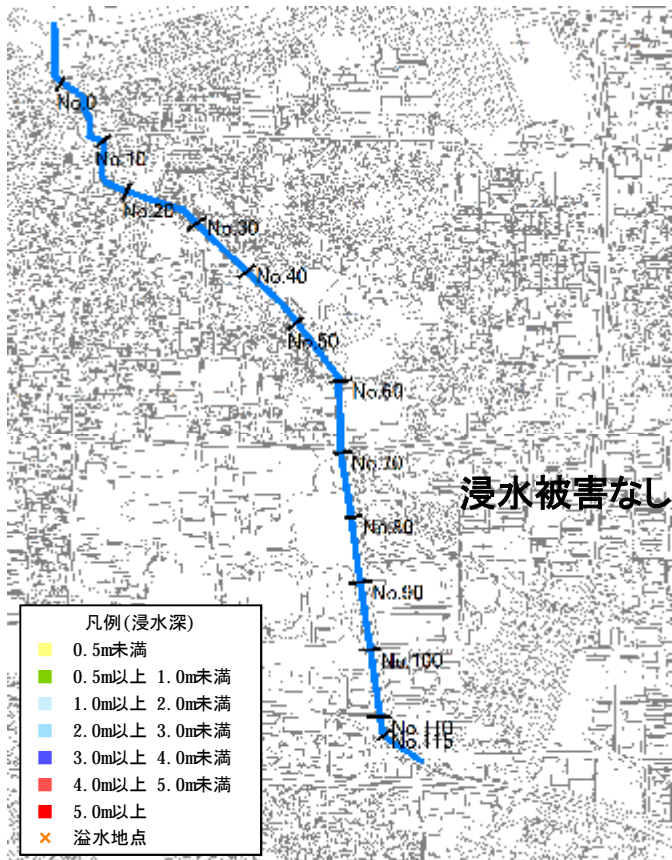 No.0
No.10
No.20
No.30
No.40
No.50
No.60
No.70
浸水被害なし
No.80
No.90
No.100
No.110
No.115
凡例(浸水深)
0.5m未満
0.5m以上 1.0m未満
1.0m以上 2.0m未満
2.0m以上 3.0m未満
3.0m以上 4.0m未満
4.0m以上 5.0m未満
5.0m以上
溢水地点